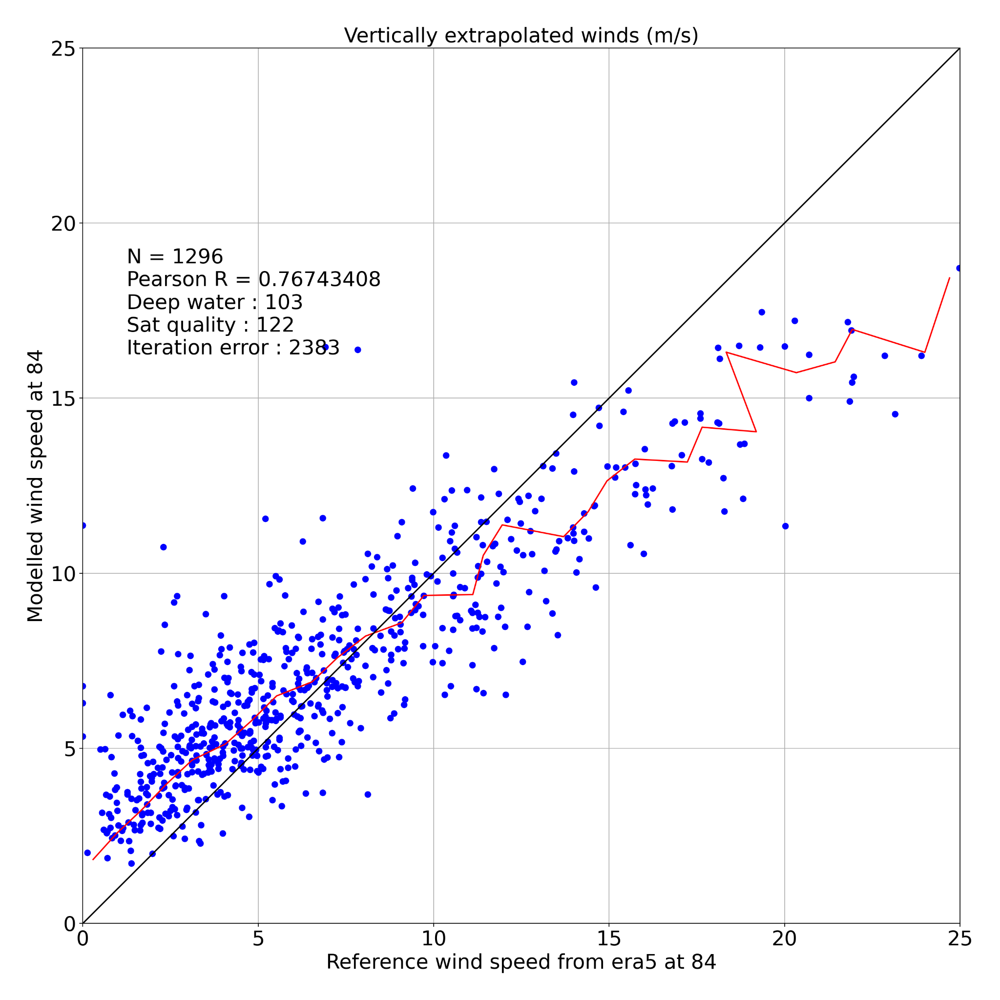 Vertically extrapolated winds (m/s)
25
20
15
10
5
0
Modelled wind speed at 84
N = 1296
Pearson R = 0.76743408
Deep water : 103
Sat quality : 122
Iteration error : 2383
0 5 10 15 20 25
Reference wind speed from era5 at 84